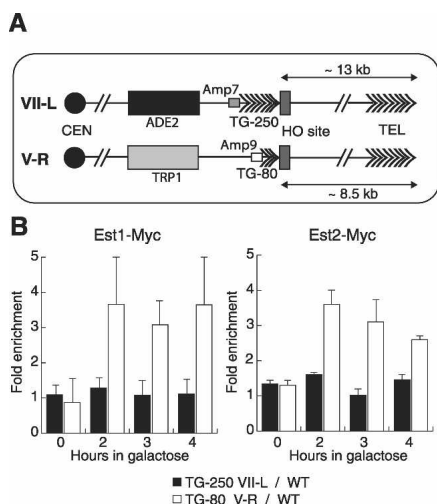 A
~ 13 kb
Amp7
VII-L
CEN
ADE2
TG-250
HO site
TEL
Amp9
V-R
TRP1
TG-80
~ 8.5 kb
B
Est1-Myc
Est2-Myc
Fold enrichment
5
4
3
2
1
0
0 2 3 4
Hours in galactose
Fold enrichment
5
4
3
2
1
0
0 2 3 4
Hours in galactose
TG-250 VII-L / WT
TG-80 V-R / WT